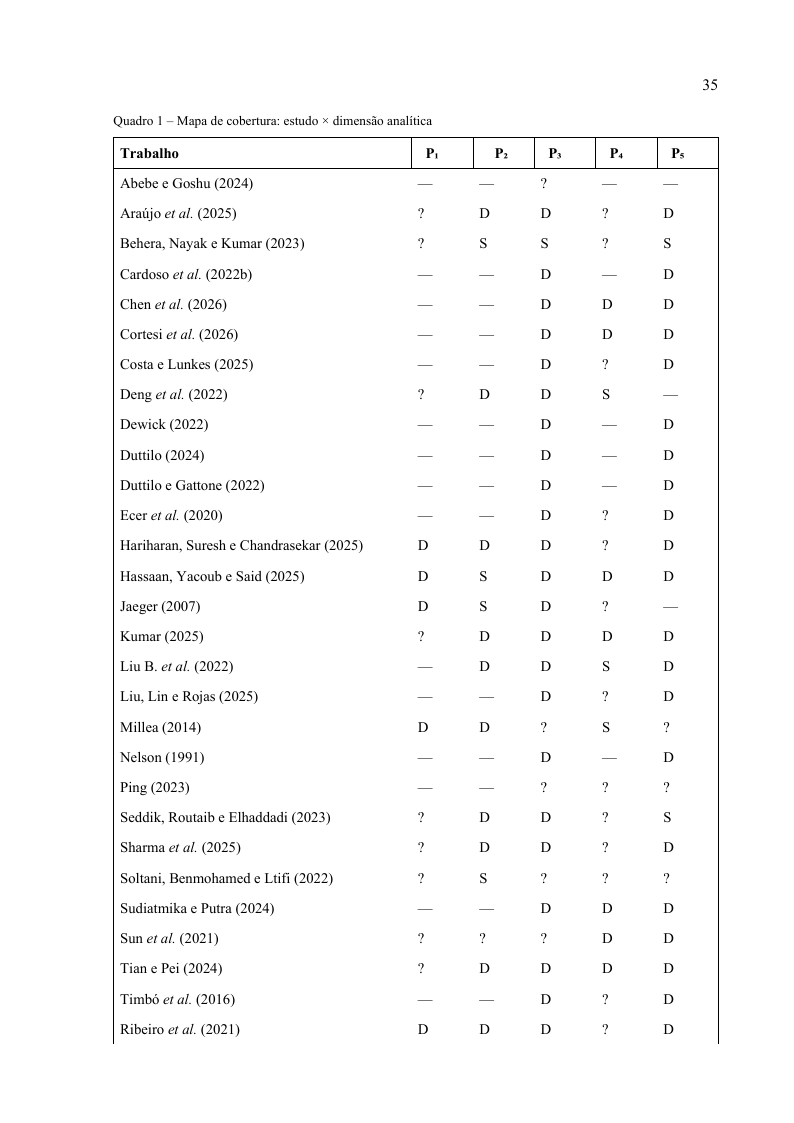 35
Quadro 1 – Mapa de cobertura: estudo × dimensão analítica
Trabalho P₁ P₂ P₃ P₄ P₅
Abebe e Goshu (2024) — — ? — —
Araújo et al. (2025) ? D D ? D
Behera, Nayak e Kumar (2023) ? S S ? S
Cardoso et al. (2022b) — — D — D
Chen et al. (2026) — — D D D
Cortesi et al. (2026) — — D D D
Costa e Lunkes (2025) — — D ? D
Deng et al. (2022) ? D D S —
Dewick (2022) — — D — D
Duttilo (2024) — — D — D
Duttilo e Gattone (2022) — — D — D
Ecer et al. (2020) — — D ? D
Hariharan, Suresh e Chandrasekar (2025) D D D ? D
Hassaan, Yacoub e Said (2025) D S D D D
Jaeger (2007) D S D ? —
Kumar (2025) ? D D D D
Liu B. et al. (2022) — D D S D
Liu, Lin e Rojas (2025) — — D ? D
Millea (2014) D D ? S ?
Nelson (1991) — — D — D
Ping (2023) — — ? ? ?
Seddik, Routaib e Elhaddadi (2023) ? D D ? S
Sharma et al. (2025) ? D D ? D
Soltani, Benmohamed e Ltifi (2022) ? S ? ? ?
Sudiatmika e Putra (2024) — — D D D
Sun et al. (2021) ? ? ? D D
Tian e Pei (2024) ? D D D D
Timbó et al. (2016) — — D ? D
Ribeiro et al. (2021) D D D ? D